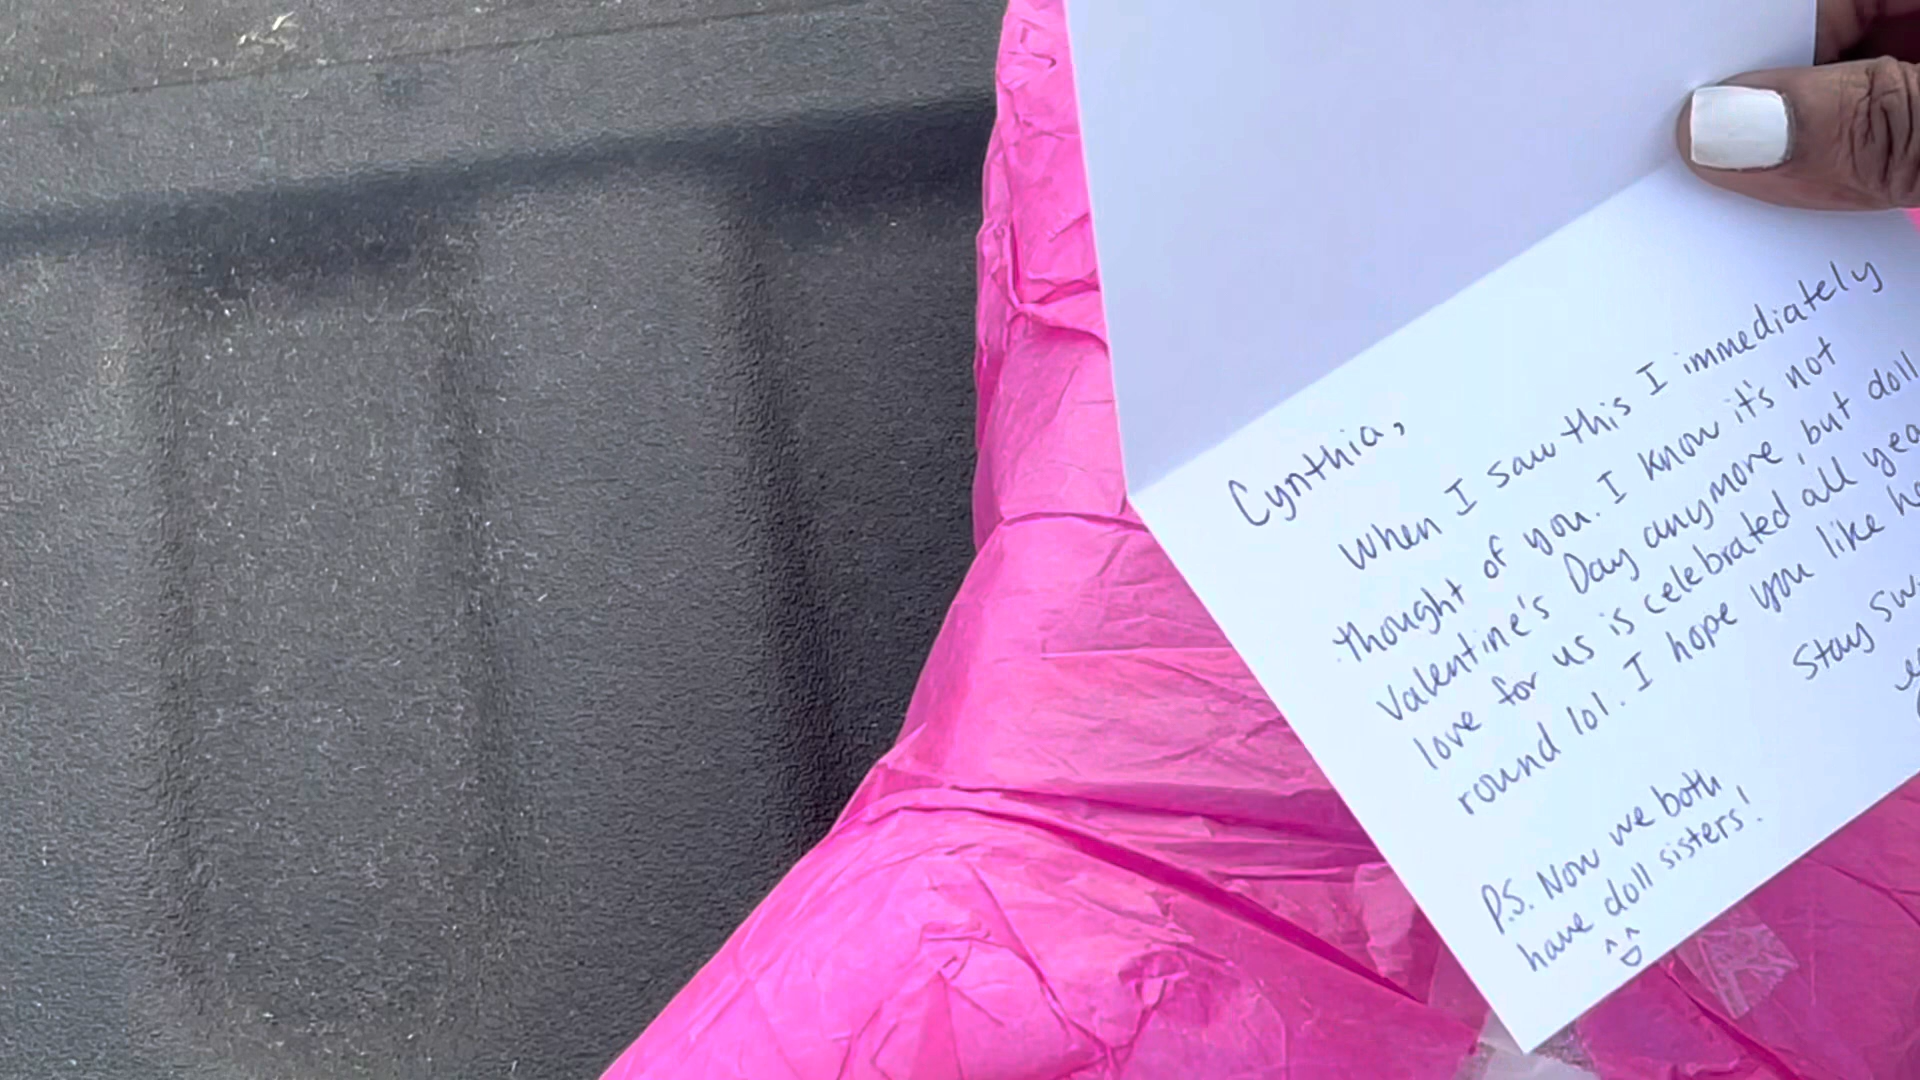 Cynthia,
When I saw this I immediately
thought of you. I know it's not
Valentine's Day anymore, but doll
love for us is celebrated all
round lol. I hope you like
Stay
P.S. Now we both
have doll sisters!